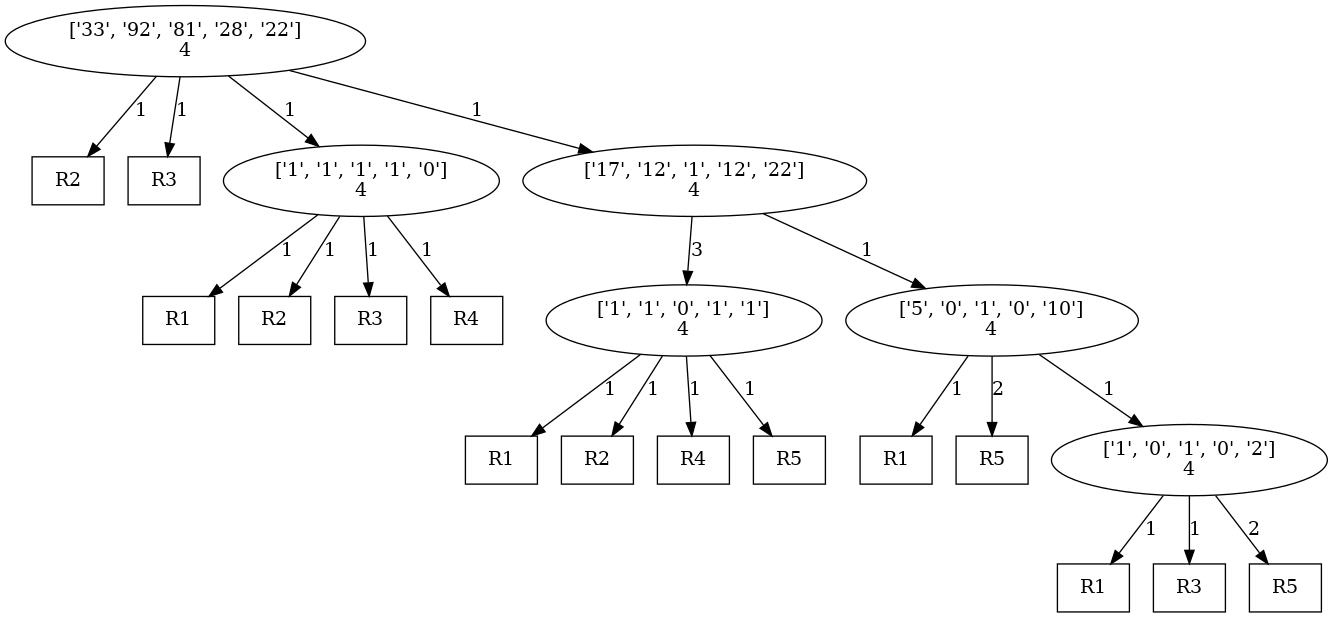 ['33', '92', '81', '28', '22']
4
1
1
1
1
R2
R3
['1', '1', '1', '1', '0']
4
['17', '12', '1', '12', '22']
4
1
1
1
1
3
1
R1
R2
R3
R4
['1', '1', '0', '1', '1']
4
['5', '0', '1', '0', '10']
4
1
1
1
1
1
2
1
R1
R2
R4
R5
R1
R5
['1', '0', '1', '0', '2']
4
1
1
2
R1
R3
R5